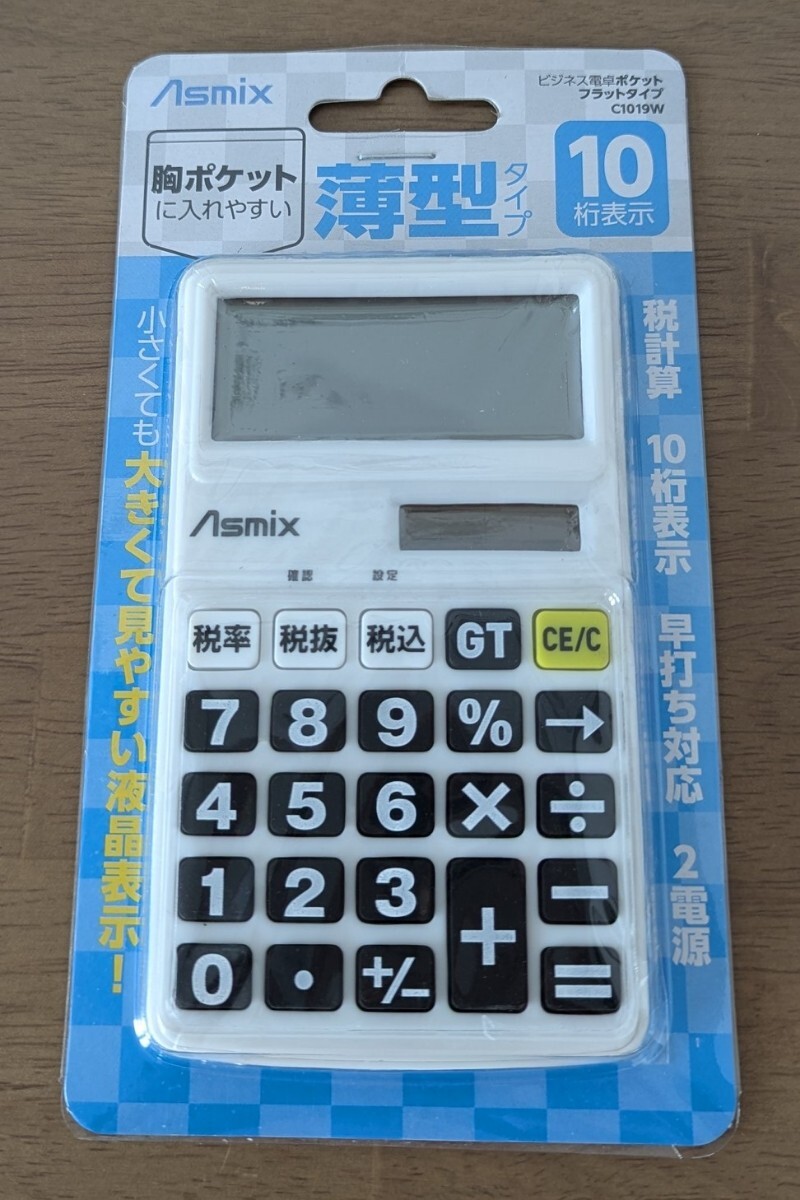 Asmix
ビジネス電卓ポケット
フラットタイプ
C1019W
胸ポケット
に入れやすい
薄型タイプ
10
桁表示
小さくても大きくて見やすい液晶表示!
税計算 10桁表示 早打ち対応 2電源
Asmix
確認 設定
税率 税抜 税込 GT CE/C
7 8 9 % →
4 5 6 × ÷
1 2 3 + −
0 ・ +/− =